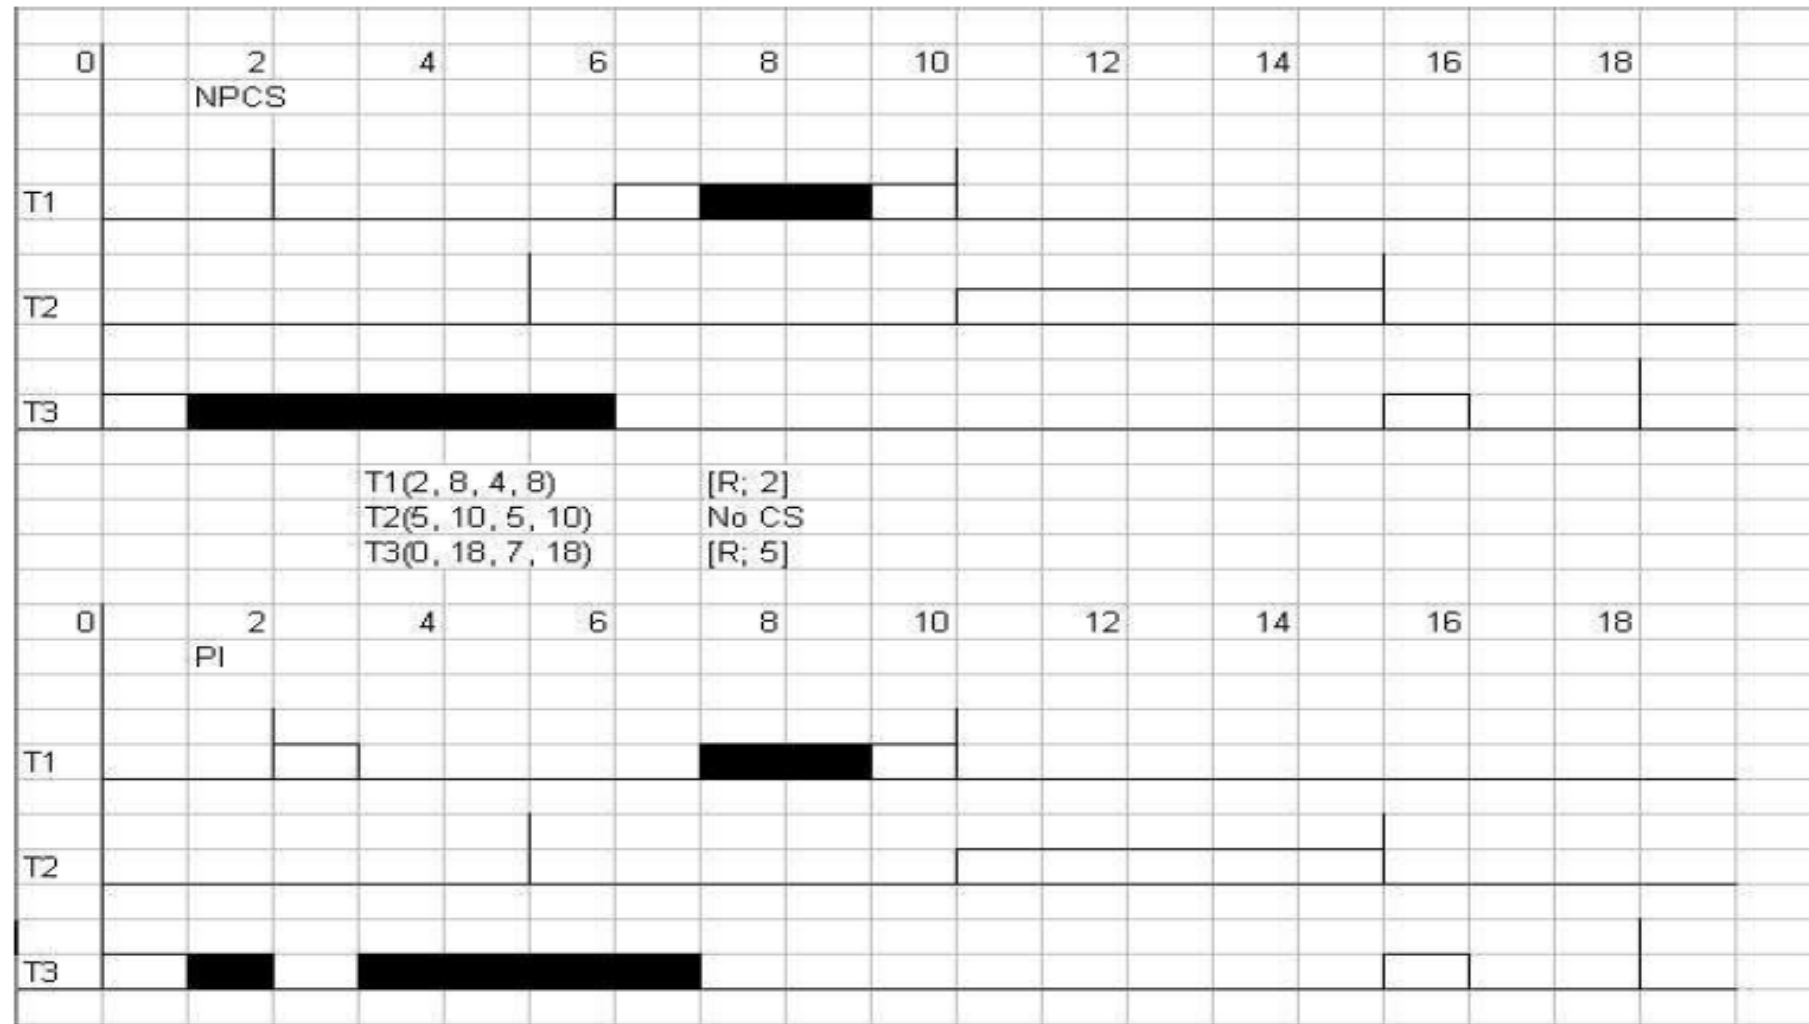 0 2 4 6 8 10 12 14 16 18
NPCS
T1
T2
T3
T1(2, 8, 4, 8) [R; 2]
T2(5, 10, 5, 10) No CS
T3(0, 18, 7, 18) [R; 5]
0 2 4 6 8 10 12 14 16 18
PI
T1
T2
T3